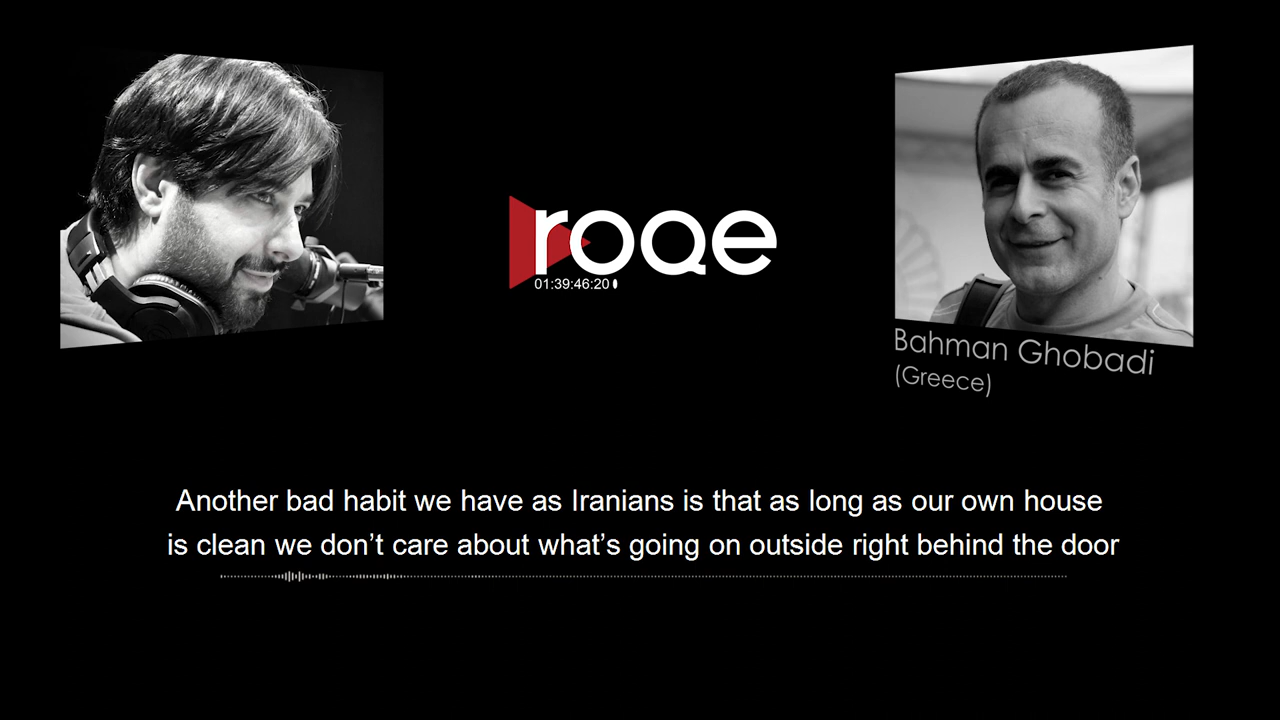 roqe
01:39:46:20
Bahman Ghobadi
(Greece)
Another bad habit we have as Iranians is that as long as our own house
is clean we don’t care about what’s going on outside right behind the door